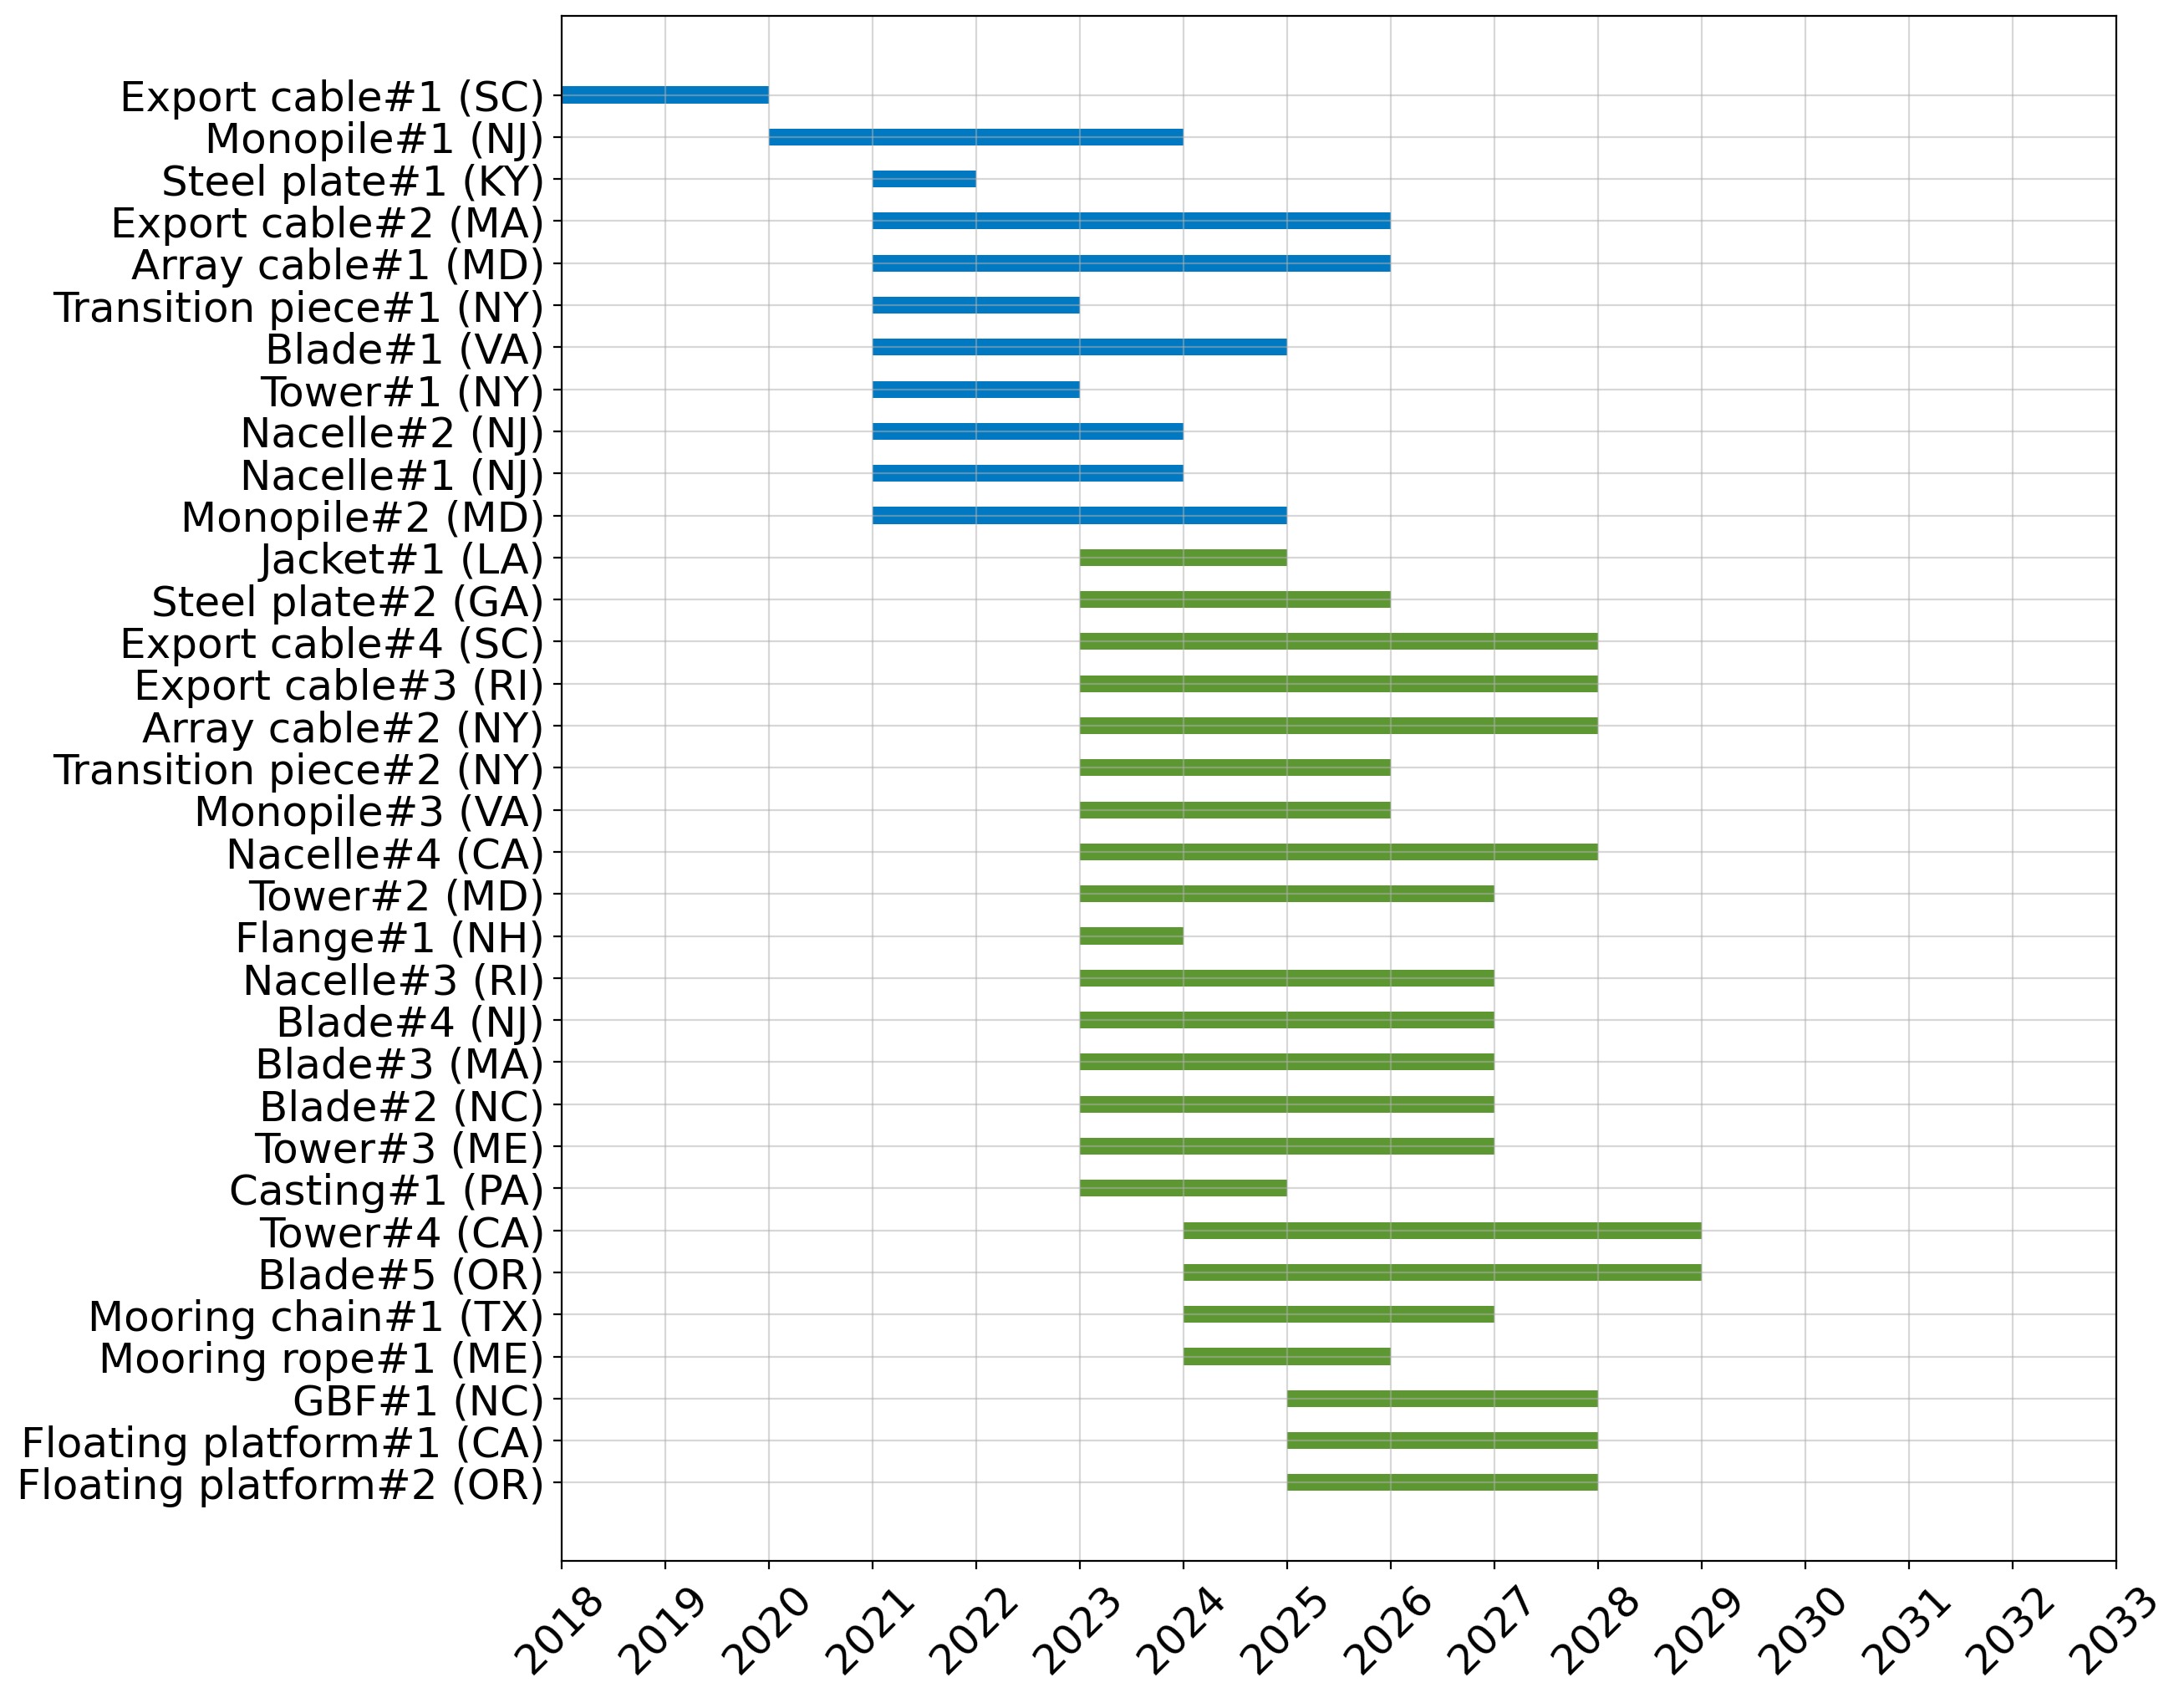 Export cable#1 (SC)
Monopile#1 (NJ)
Steel plate#1 (KY)
Export cable#2 (MA)
Array cable#1 (MD)
Transition piece#1 (NY)
Blade#1 (VA)
Tower#1 (NY)
Nacelle#2 (NJ)
Nacelle#1 (NJ)
Monopile#2 (MD)
Jacket#1 (LA)
Steel plate#2 (GA)
Export cable#4 (SC)
Export cable#3 (RI)
Array cable#2 (NY)
Transition piece#2 (NY)
Monopile#3 (VA)
Nacelle#4 (CA)
Tower#2 (MD)
Flange#1 (NH)
Nacelle#3 (RI)
Blade#4 (NJ)
Blade#3 (MA)
Blade#2 (NC)
Tower#3 (ME)
Casting#1 (PA)
Tower#4 (CA)
Blade#5 (OR)
Mooring chain#1 (TX)
Mooring rope#1 (ME)
GBF#1 (NC)
Floating platform#1 (CA)
Floating platform#2 (OR)
2018 2019 2020 2021 2022 2023 2024 2025 2026 2027 2028 2029 2030 2031 2032 2033